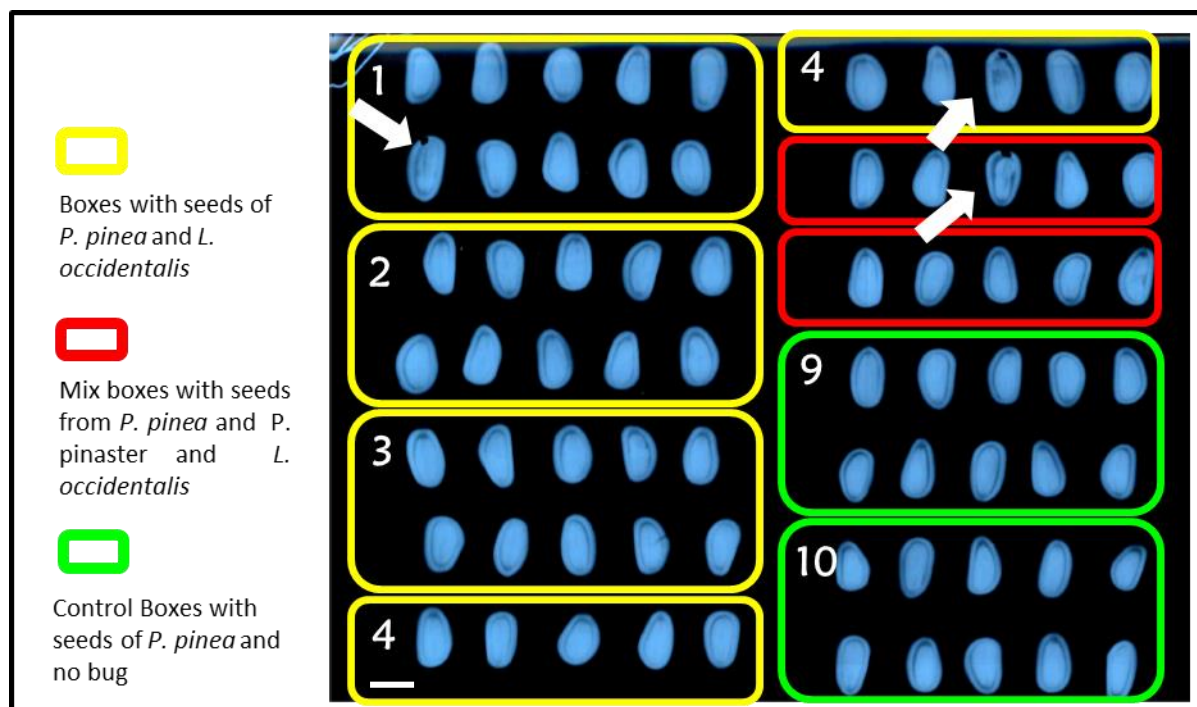 Boxes with seeds of
P. pinea and L.
occidentalis
Mix boxes with seeds
from P. pinea and P.
pinaster and L.
occidentalis
Control Boxes with
seeds of P. pinea and
no bug
1
2
3
4
4
9
10